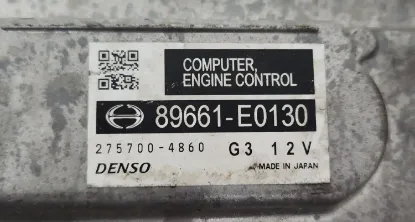 COMPUTER,
ENGINE CONTROL
89661-E0130
275700-4860 G3 12V
DENSO MADE IN JAPAN